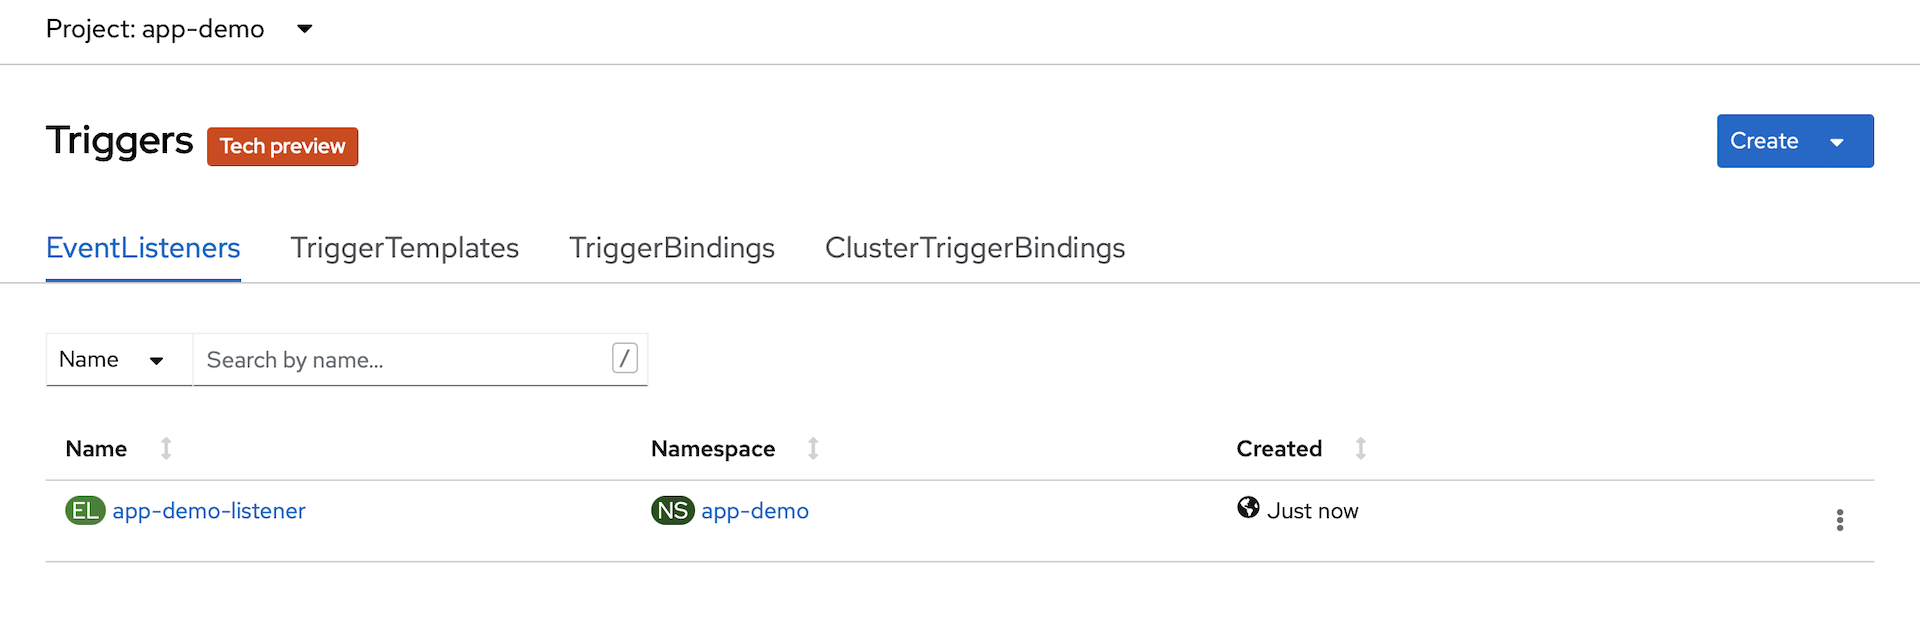 Project: app-demo
Triggers Tech preview
Create
EventListeners TriggerTemplates TriggerBindings ClusterTriggerBindings
Name Search by name... /
Name Namespace Created
EL app-demo-listener NS app-demo Just now